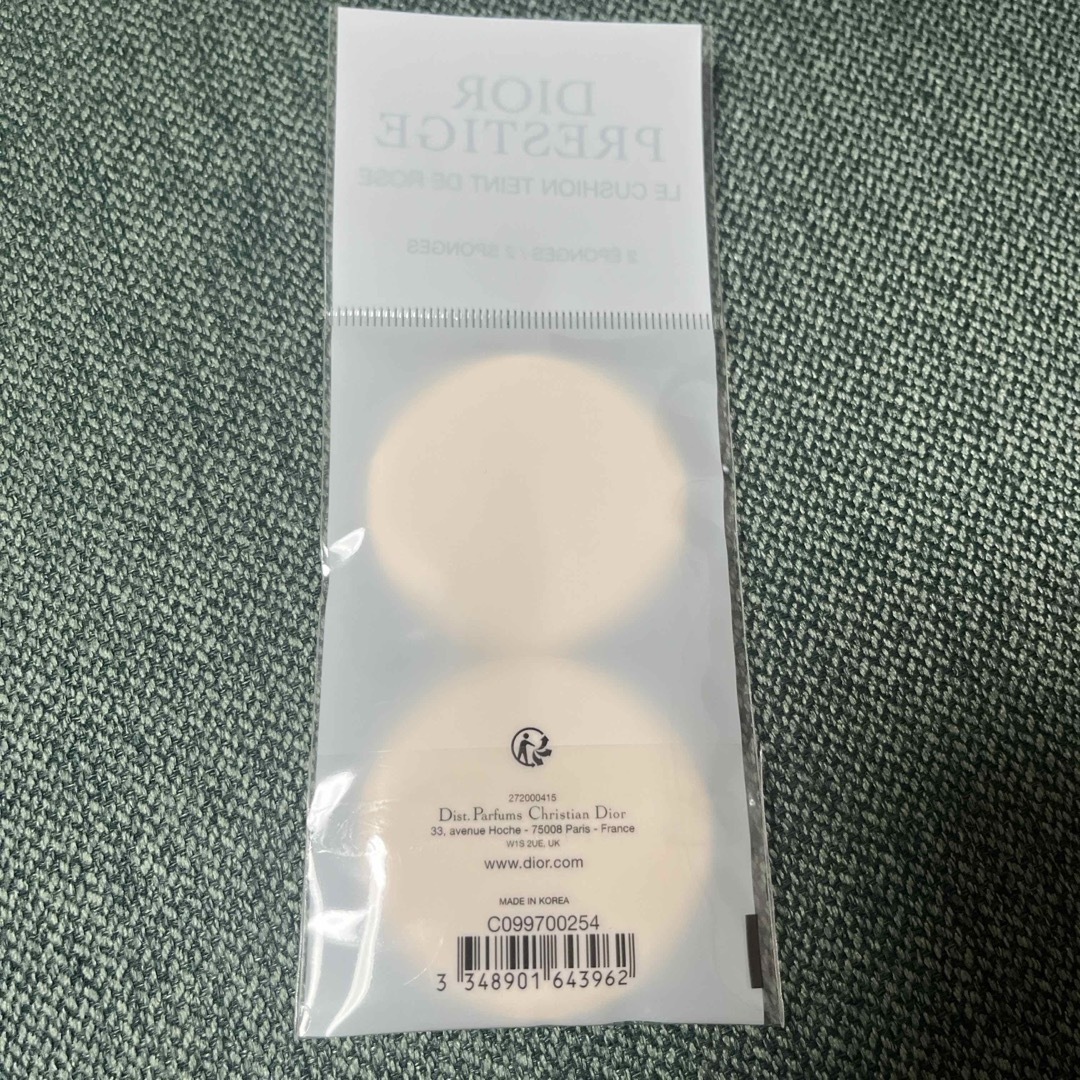 DIOR
PRESTIGE
LE CUSHION TEINT DE ROSE
2 ÉPONGES / 2 SPONGES
272000415
Dist. Parfums Christian Dior
33, avenue Hoche - 75008 Paris - France
W1S 2UE, UK
www.dior.com
MADE IN KOREA
C099700254
3 348901 643962